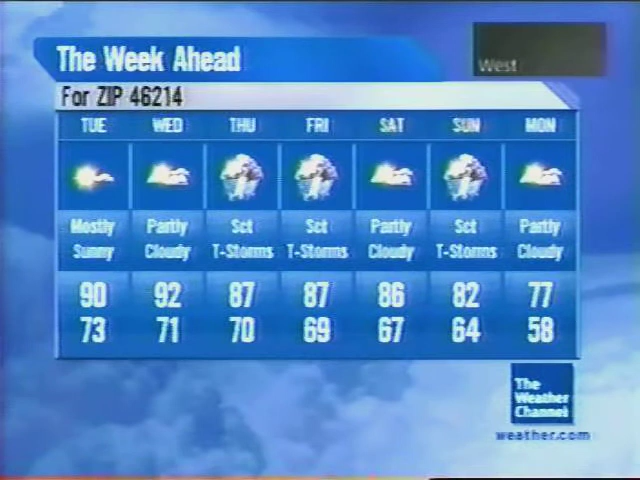 The Week Ahead
West
For ZIP 46214
TUE WED THU FRI SAT SUN MON
Mostly Partly Sct Sct Partly Sct Partly
Sunny Cloudy T-Storms T-Storms Cloudy T-Storms Cloudy
90 92 87 87 86 82 77
73 71 70 69 67 64 58
The
Weather
Channel
weather.com